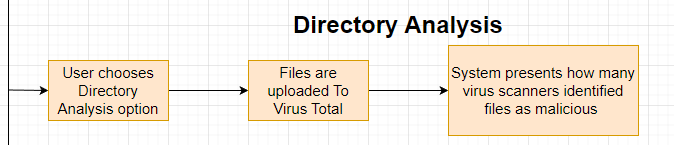 Directory Analysis
User chooses
Directory
Analysis option
Files are
uploaded To
Virus Total
System presents how many
virus scanners identified
files as malicious